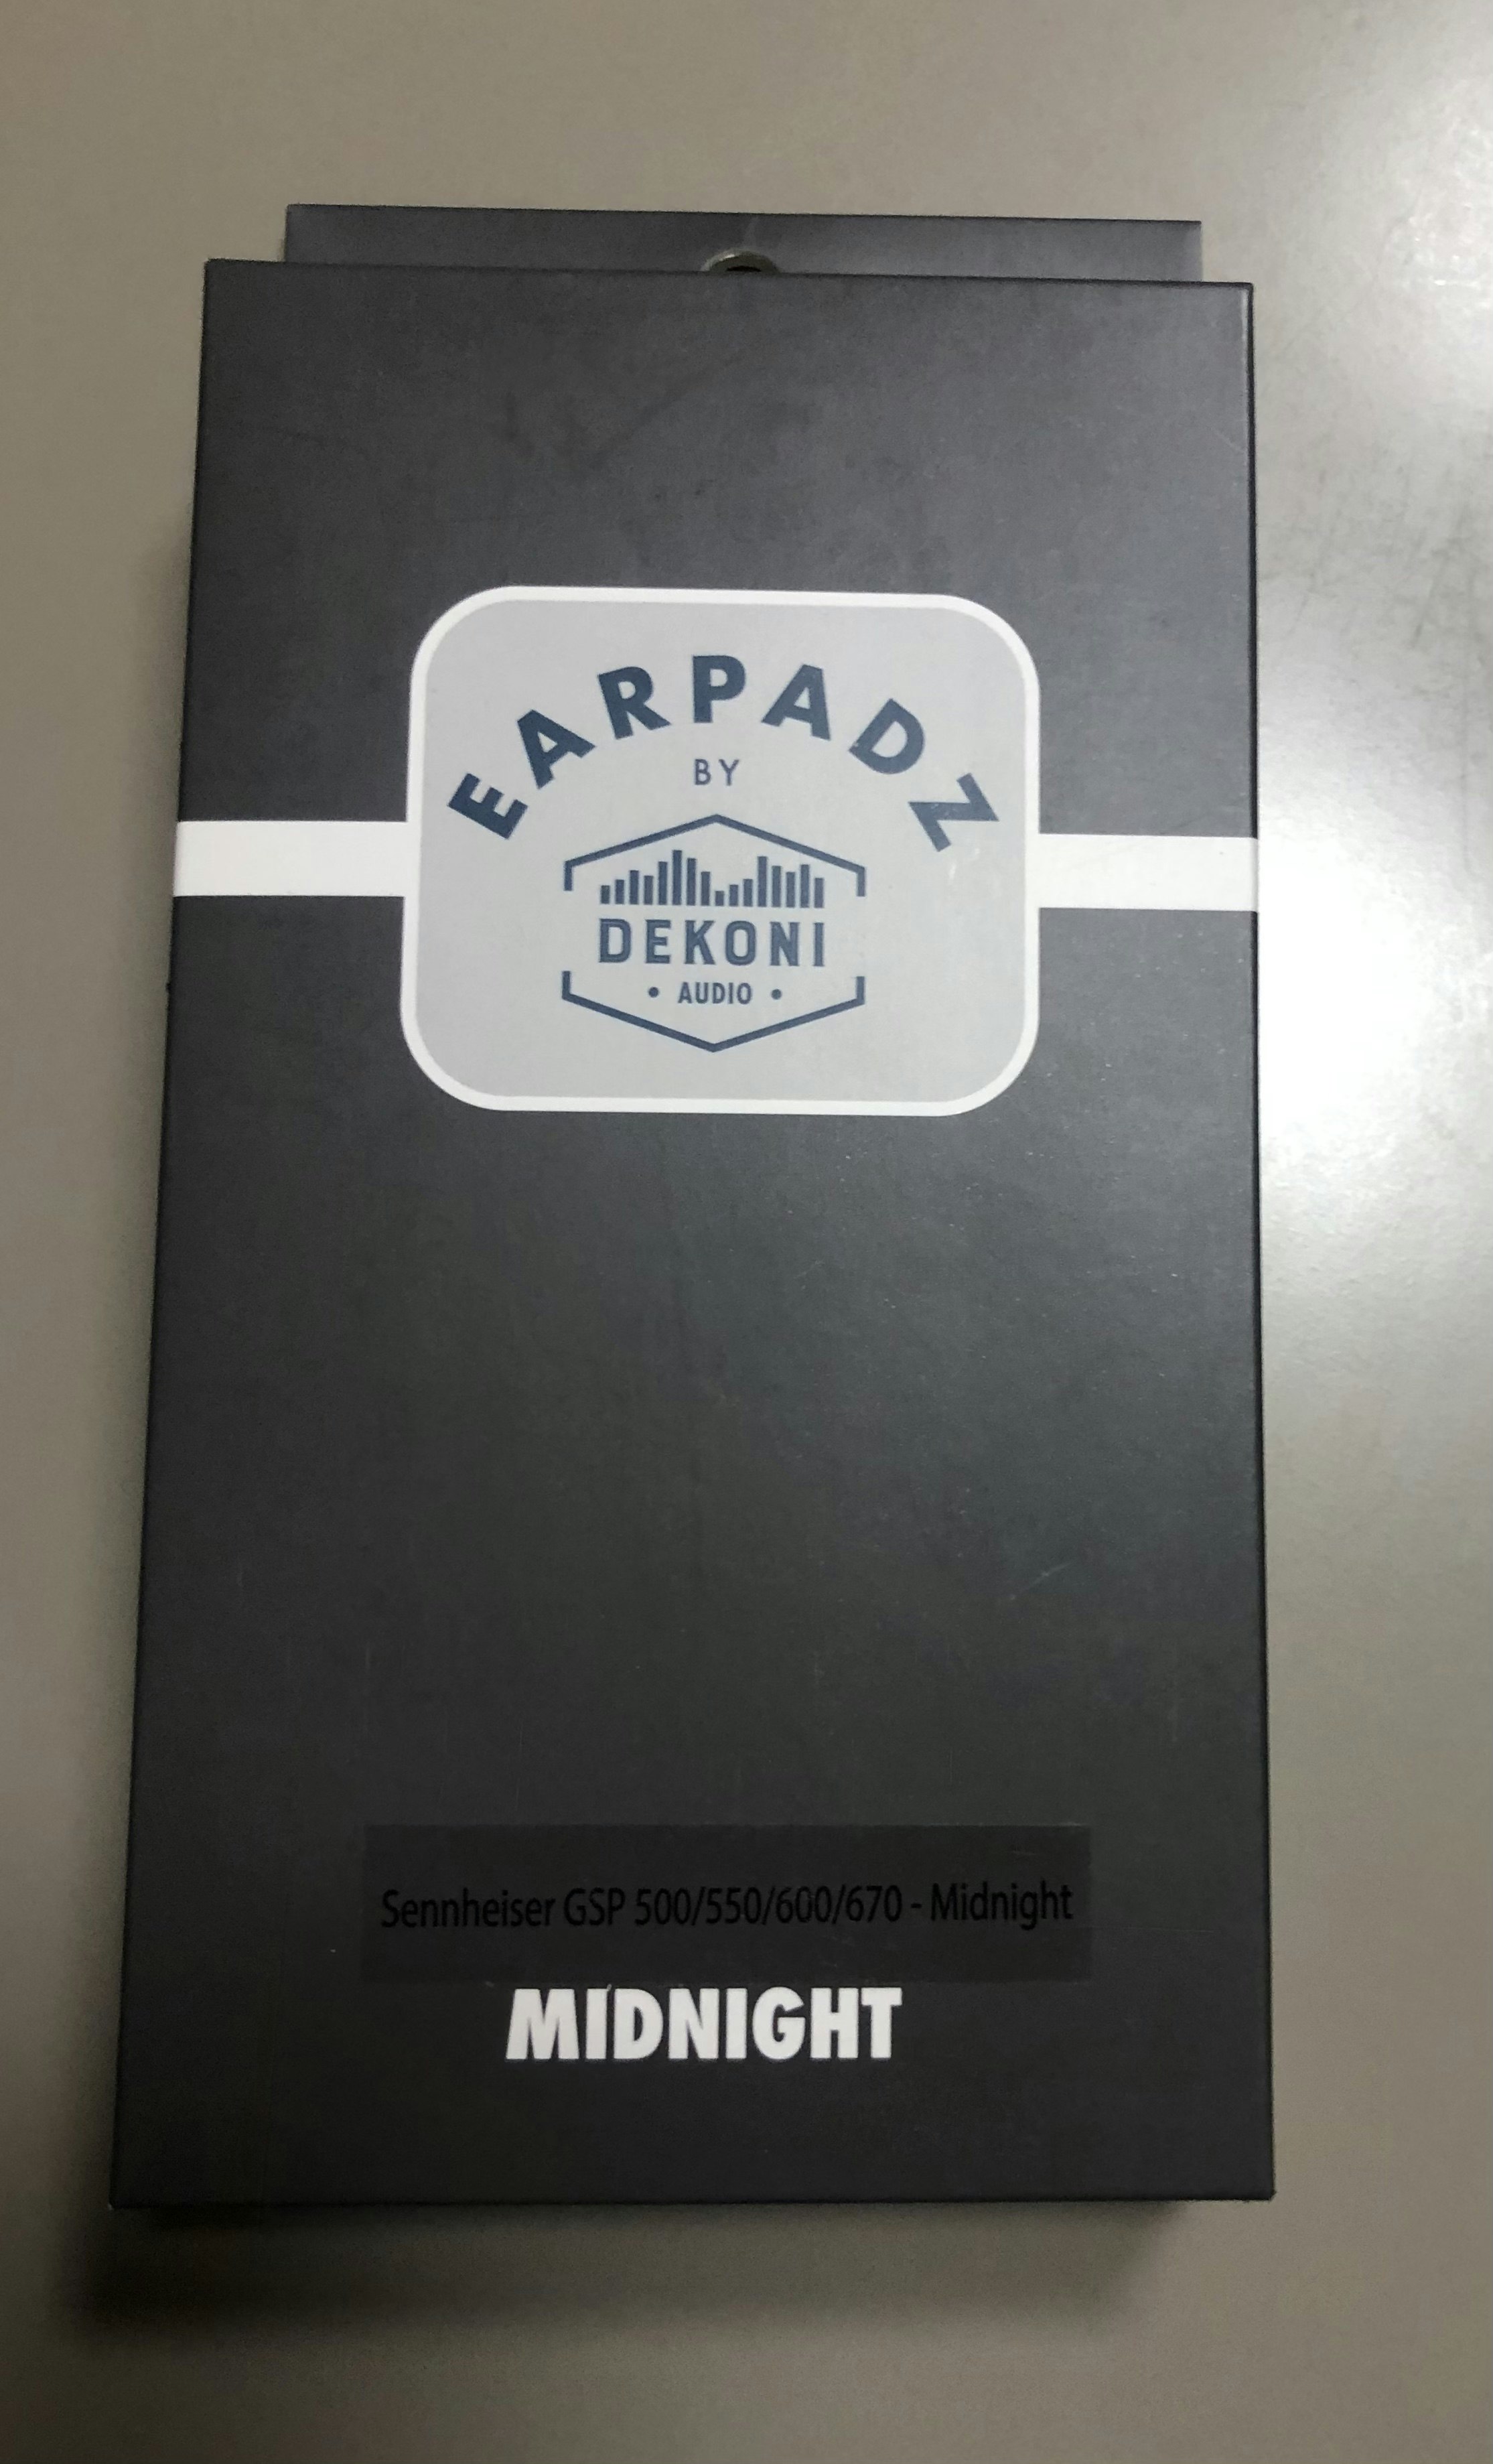 EARPADZ
BY
DEKONI
• AUDIO •
Sennheiser GSP 500/550/600/670 - Midnight
MIDNIGHT